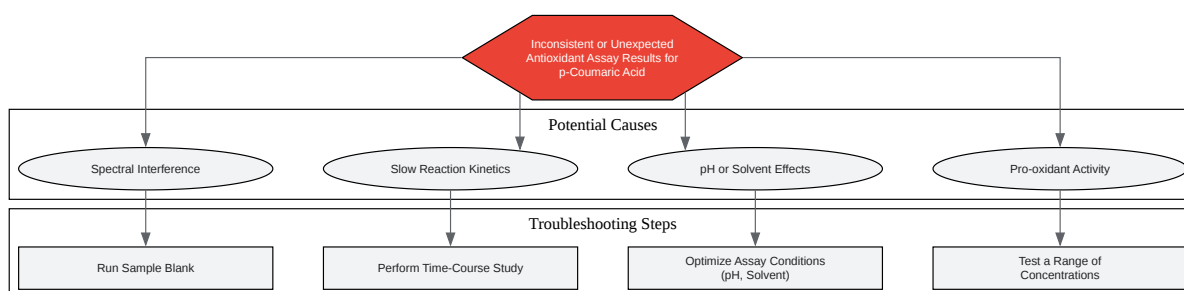 Inconsistent or Unexpected
Antioxidant Assay Results for
p-Coumaric Acid
Potential Causes
Spectral Interference
Slow Reaction Kinetics
pH or Solvent Effects
Pro-oxidant Activity
Troubleshooting Steps
Run Sample Blank
Perform Time-Course Study
Optimize Assay Conditions
(pH, Solvent)
Test a Range of
Concentrations